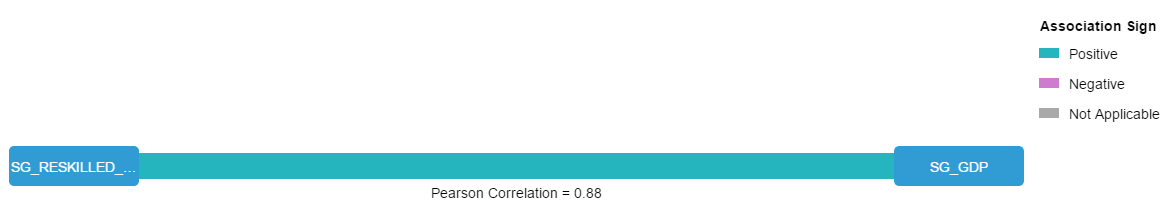 Association Sign
Positive
Negative
Not Applicable
SG_RESKILLED_...
SG_GDP
Pearson Correlation = 0.88